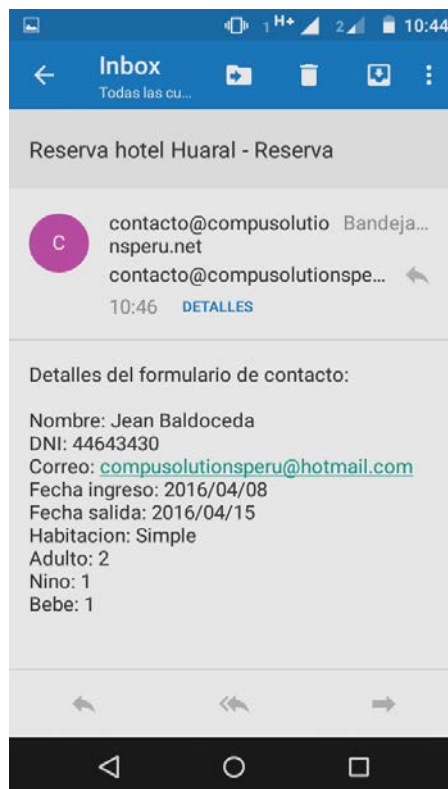 1 H+ 2 10:44
Inbox
Todas las cu...
Reserva hotel Huaral - Reserva
C
contacto@compusolutio Bandeja...
nsperu.net
contacto@compusolutionspe...
10:46 DETALLES
Detalles del formulario de contacto:
Nombre: Jean Baldoceda
DNI: 44643430
Correo: compusolutionsperu@hotmail.com
Fecha ingreso: 2016/04/08
Fecha salida: 2016/04/15
Habitacion: Simple
Adulto: 2
Nino: 1
Bebe: 1